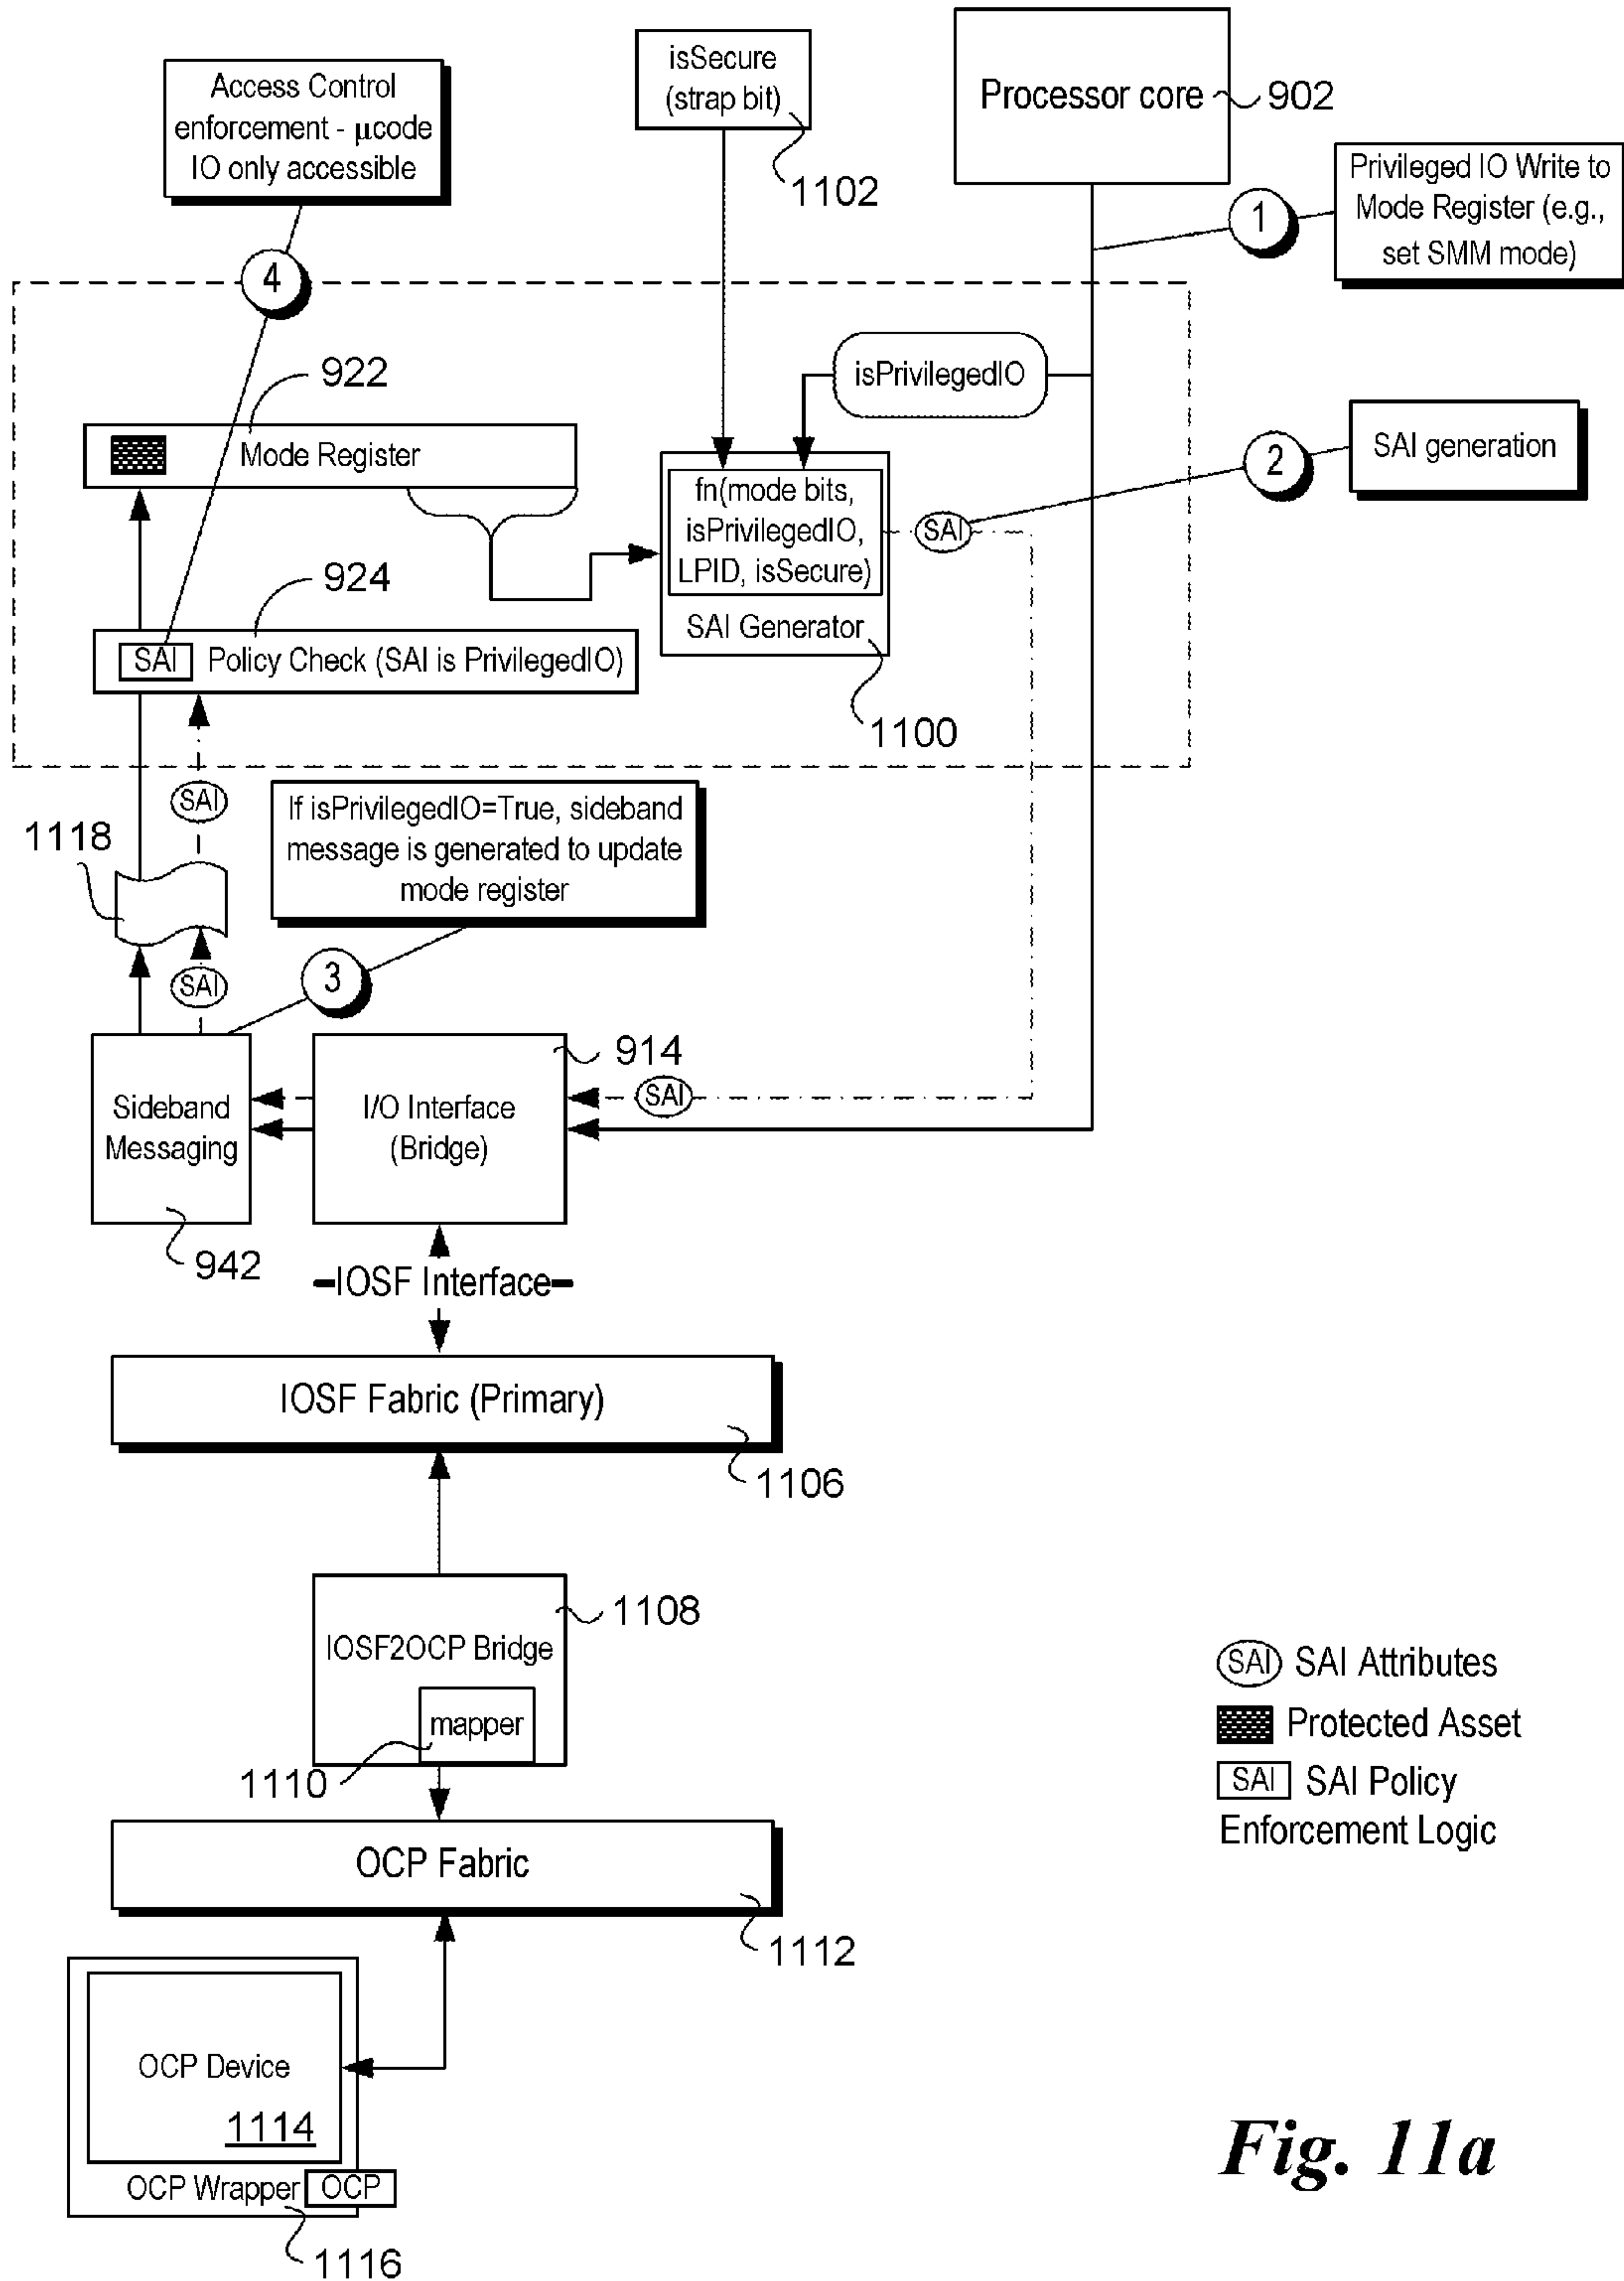 Access Control
enforcement - μcode
IO only accessible
isSecure
(strap bit)
1102
Processor core
902
Privileged IO Write to
Mode Register (e.g.,
set SMM mode)
1
4
922
isPrivilegedIO
Mode Register
2
SAI generation
fn(mode bits,
isPrivilegedIO,
LPID, isSecure)
SAI Generator
SAI
924
SAI
Policy Check (SAI is PrivilegedIO)
1100
SAI
If isPrivilegedIO=True, sideband
message is generated to update
mode register
1118
SAI
3
Sideband
Messaging
942
914
I/O Interface
(Bridge)
SAI
IOSF Interface
IOSF Fabric (Primary)
1106
1108
IOSF2OCP Bridge
mapper
1110
OCP Fabric
1112
OCP Device
1114
OCP Wrapper
OCP
1116
SAI
SAI Attributes
Protected Asset
SAI
SAI Policy
Enforcement Logic
Fig. 11a